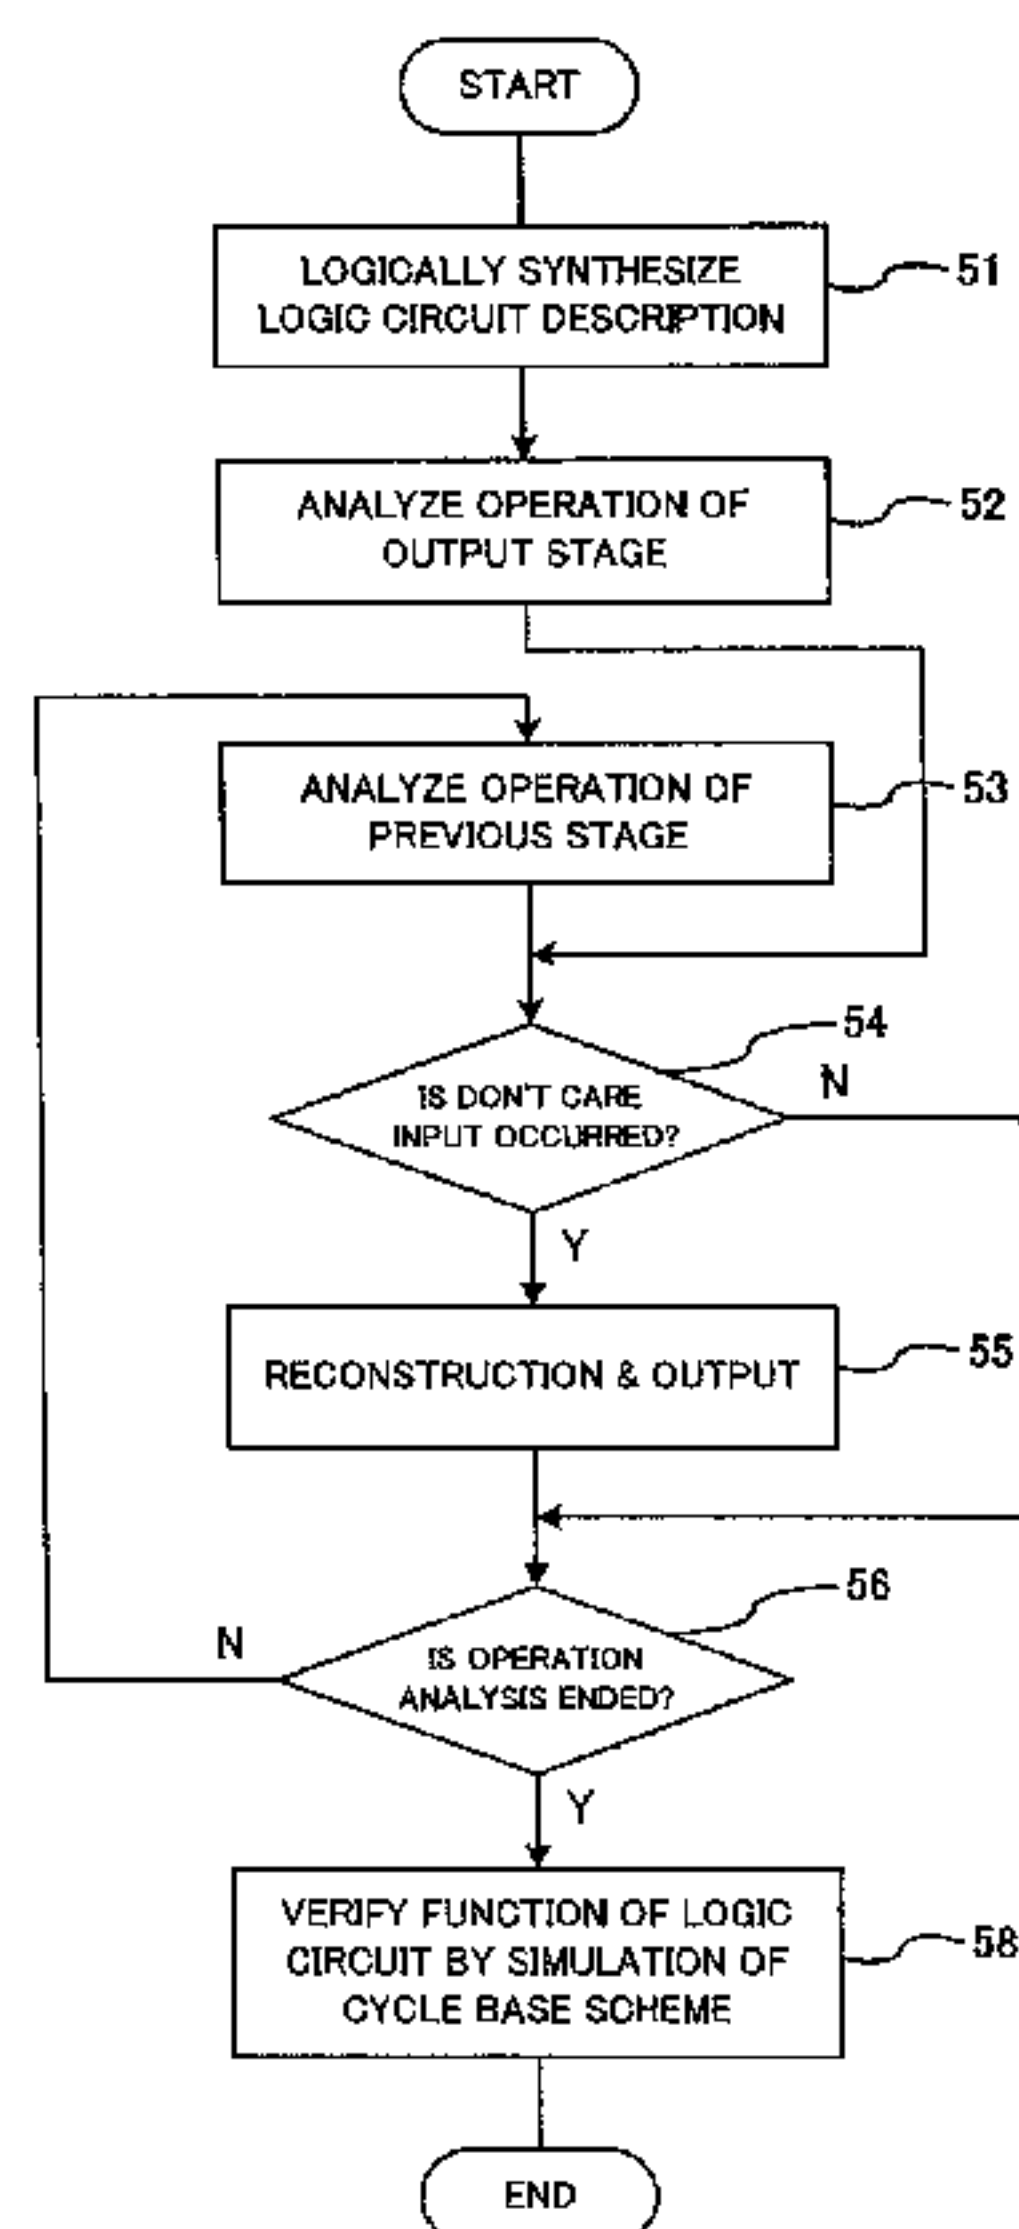 START
LOGICALLY SYNTHESIZE
LOGIC CIRCUIT DESCRIPTION
51
ANALYZE OPERATION OF
OUTPUT STAGE
52
ANALYZE OPERATION OF
PREVIOUS STAGE
53
54
IS DON'T CARE
INPUT OCCURRED?
N
Y
RECONSTRUCTION & OUTPUT
55
56
IS OPERATION
ANALYSIS ENDED?
N
Y
VERIFY FUNCTION OF LOGIC
CIRCUIT BY SIMULATION OF
CYCLE BASE SCHEME
58
END